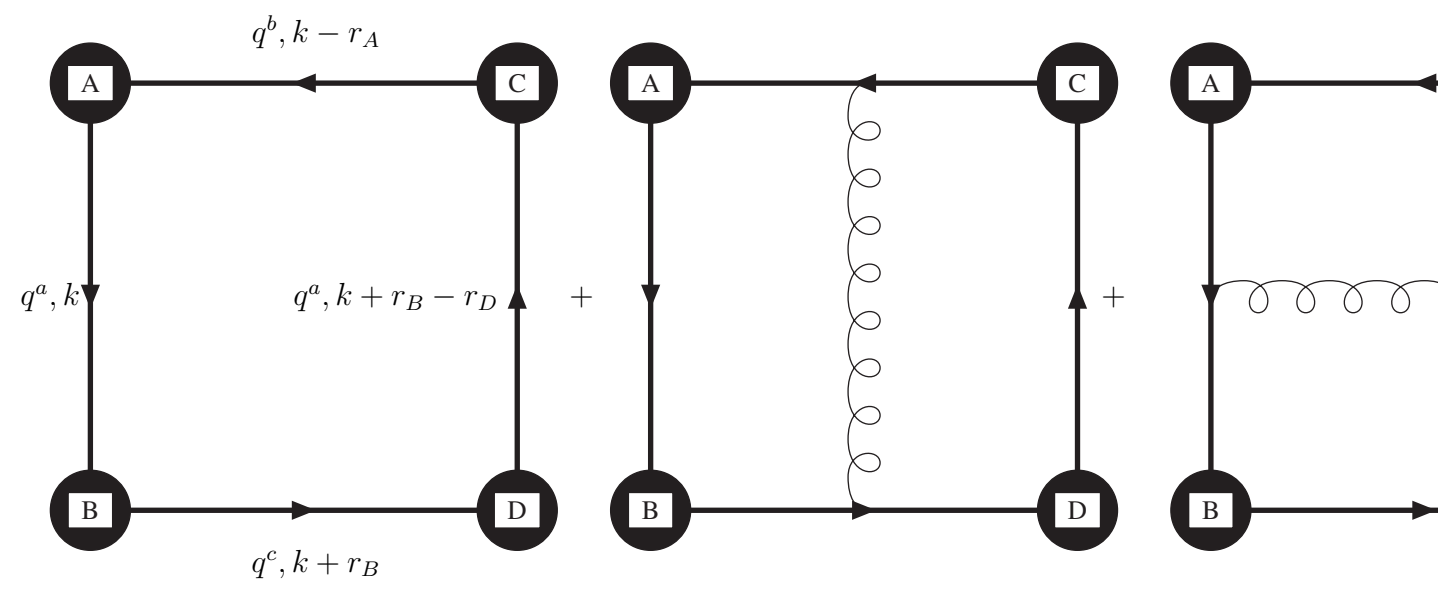 q^b, k − r_A
A C A C A
q^a, k q^a, k + r_B − r_D + +
B D B D B
q^c, k + r_B